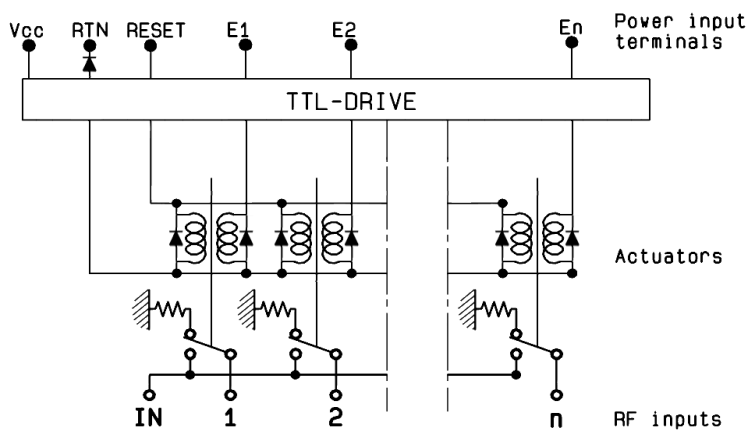 Vcc RTN RESET E1 E2 En Power input
terminals
TTL-DRIVE
Actuators
IN 1 2 n RF inputs